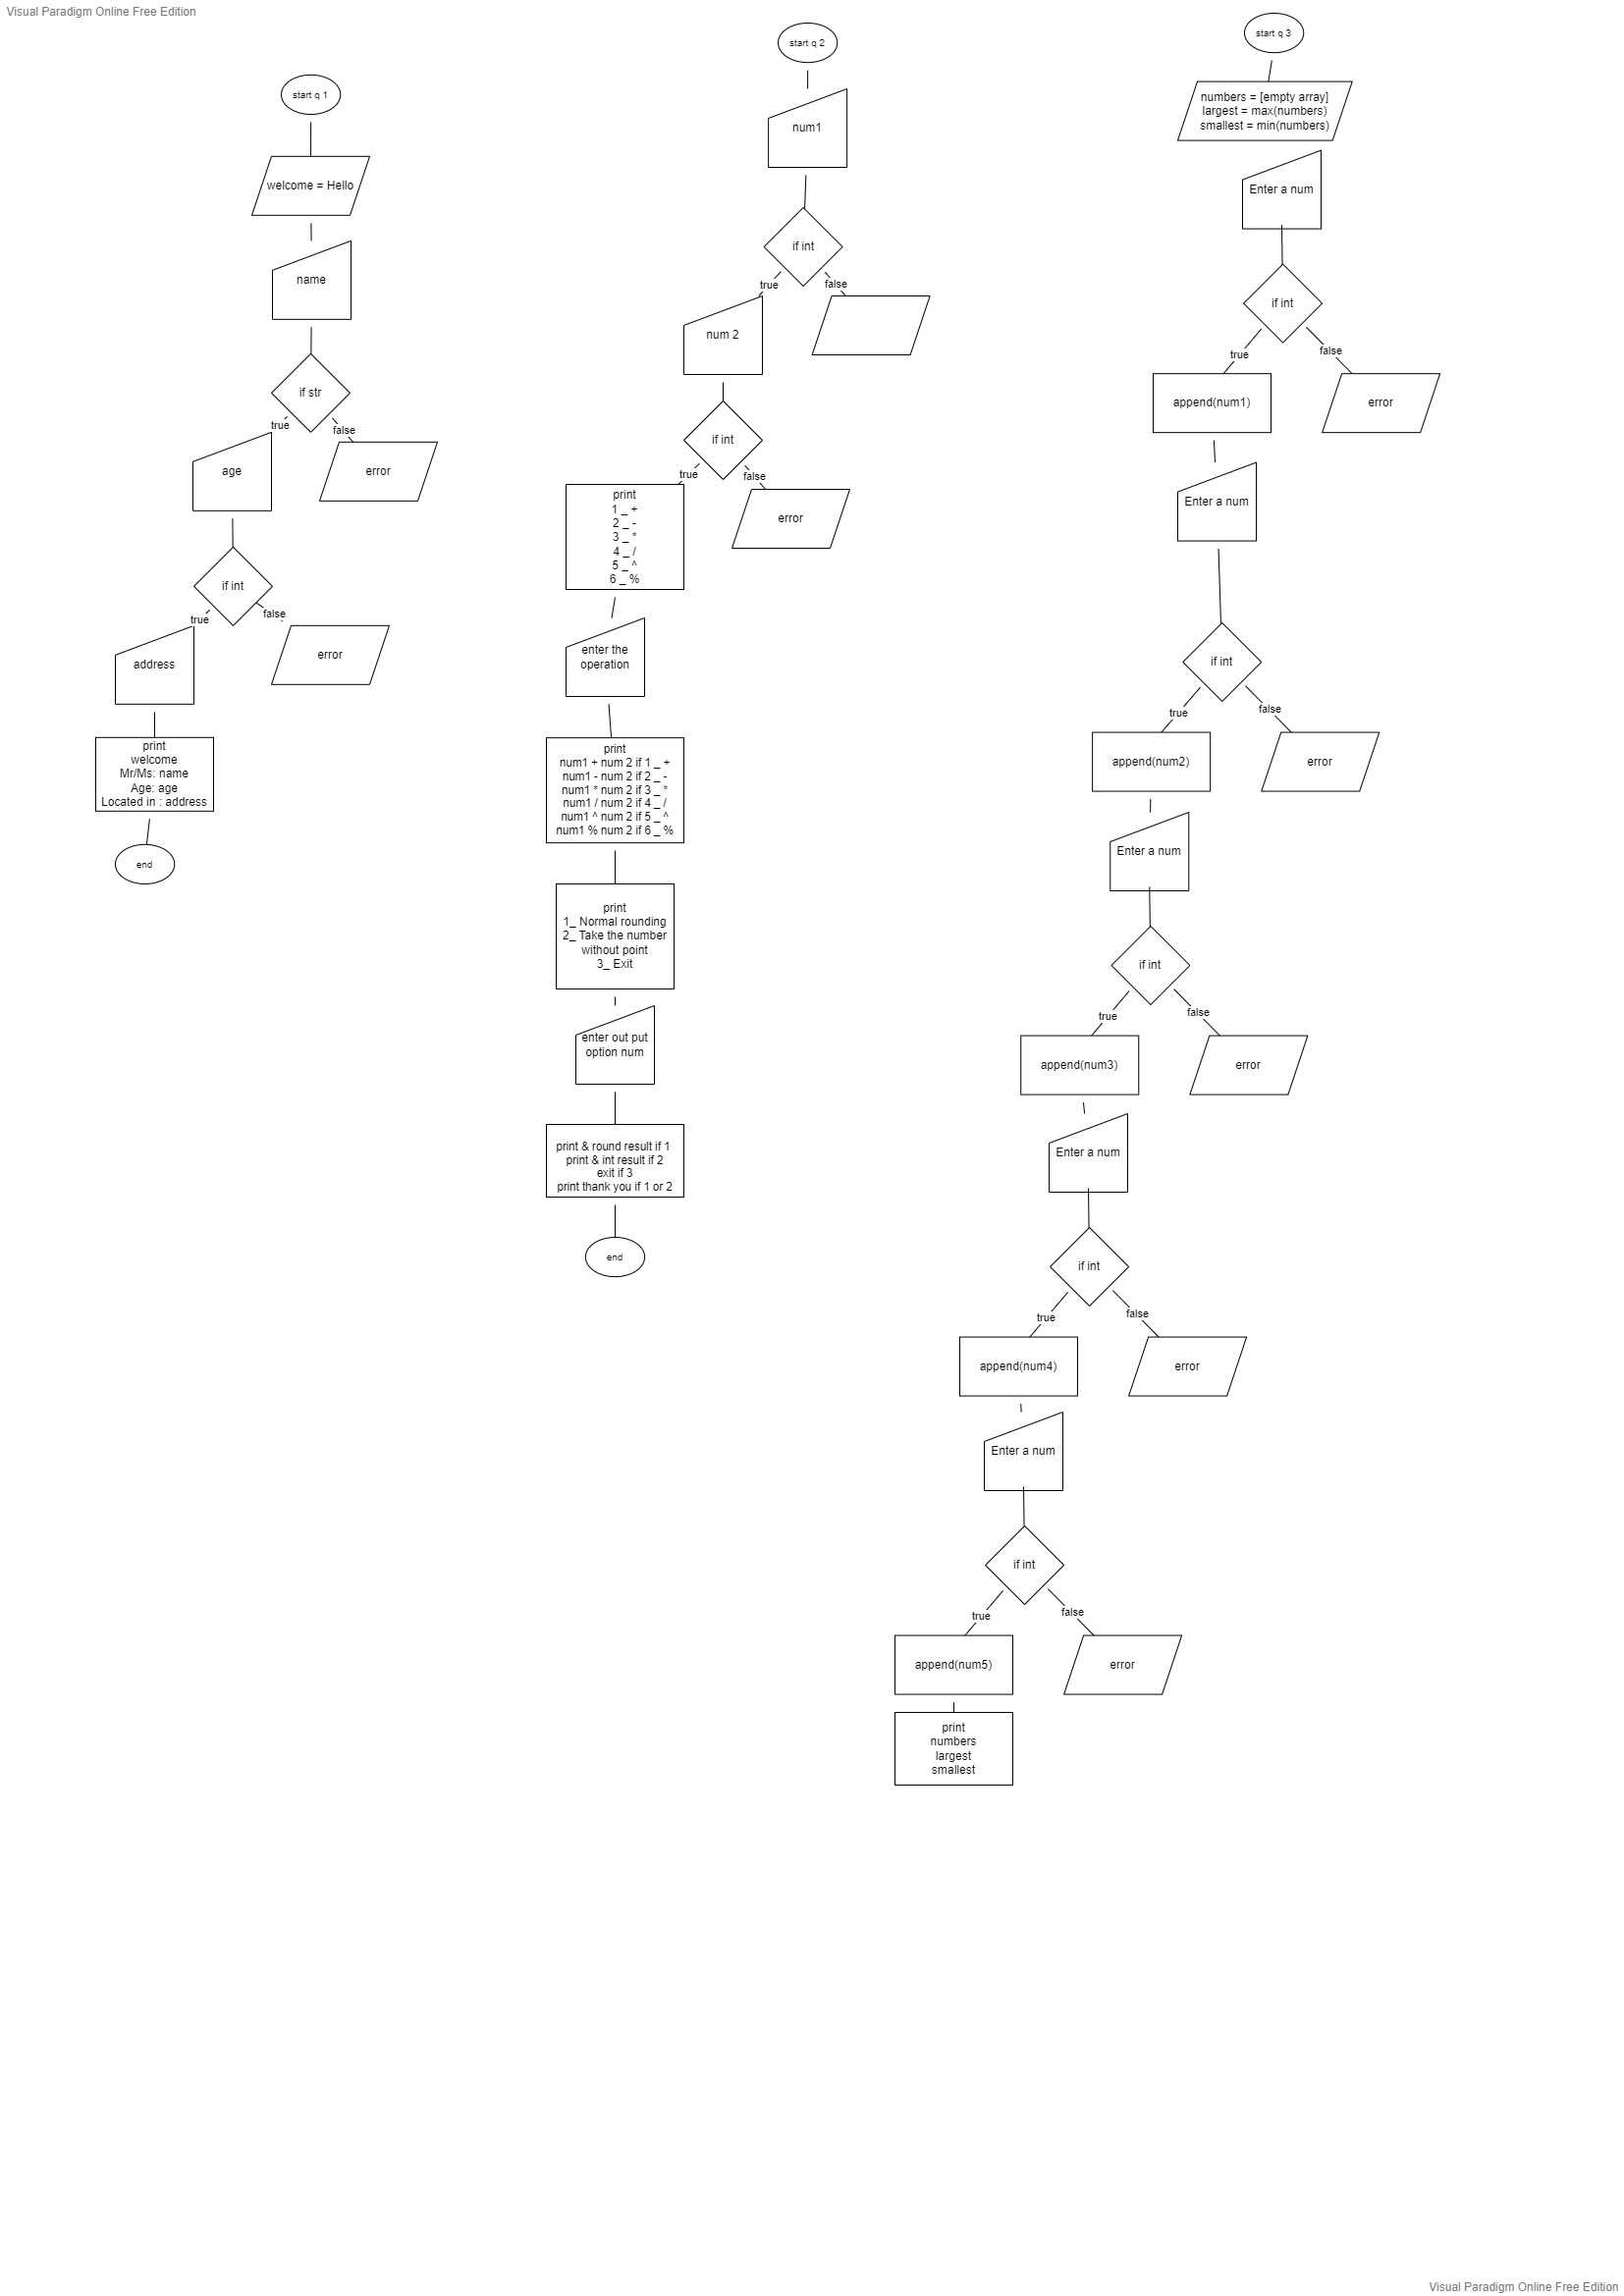 Visual Paradigm Online Free Edition
start q 1
welcome = Hello
name
if str
true
false
age
error
if int
true
false
address
error
print
welcome
Mr/Ms: name
Age: age
Located in : address
end
start q 2
num1
if int
true
false
num 2
if int
true
false
print
1 _ +
2 _ -
3 _ *
4 _ /
5 _ ^
6 _ %
error
enter the
operation
print
num1 + num 2 if 1 _ +
num1 - num 2 if 2 _ -
num1 * num 2 if 3 _ *
num1 / num 2 if 4 _ /
num1 ^ num 2 if 5 _ ^
num1 % num 2 if 6 _ %
print
1_ Normal rounding
2_ Take the number
without point
3_ Exit
enter out put
option num
print & round result if 1
print & int result if 2
exit if 3
print thank you if 1 or 2
end
start q 3
numbers = [empty array]
largest = max(numbers)
smallest = min(numbers)
Enter a num
if int
true
false
append(num1)
error
Enter a num
if int
true
false
append(num2)
error
Enter a num
if int
true
false
append(num3)
error
Enter a num
if int
true
false
append(num4)
error
Enter a num
if int
true
false
append(num5)
error
print
numbers
largest
smallest
Visual Paradigm Online Free Edition